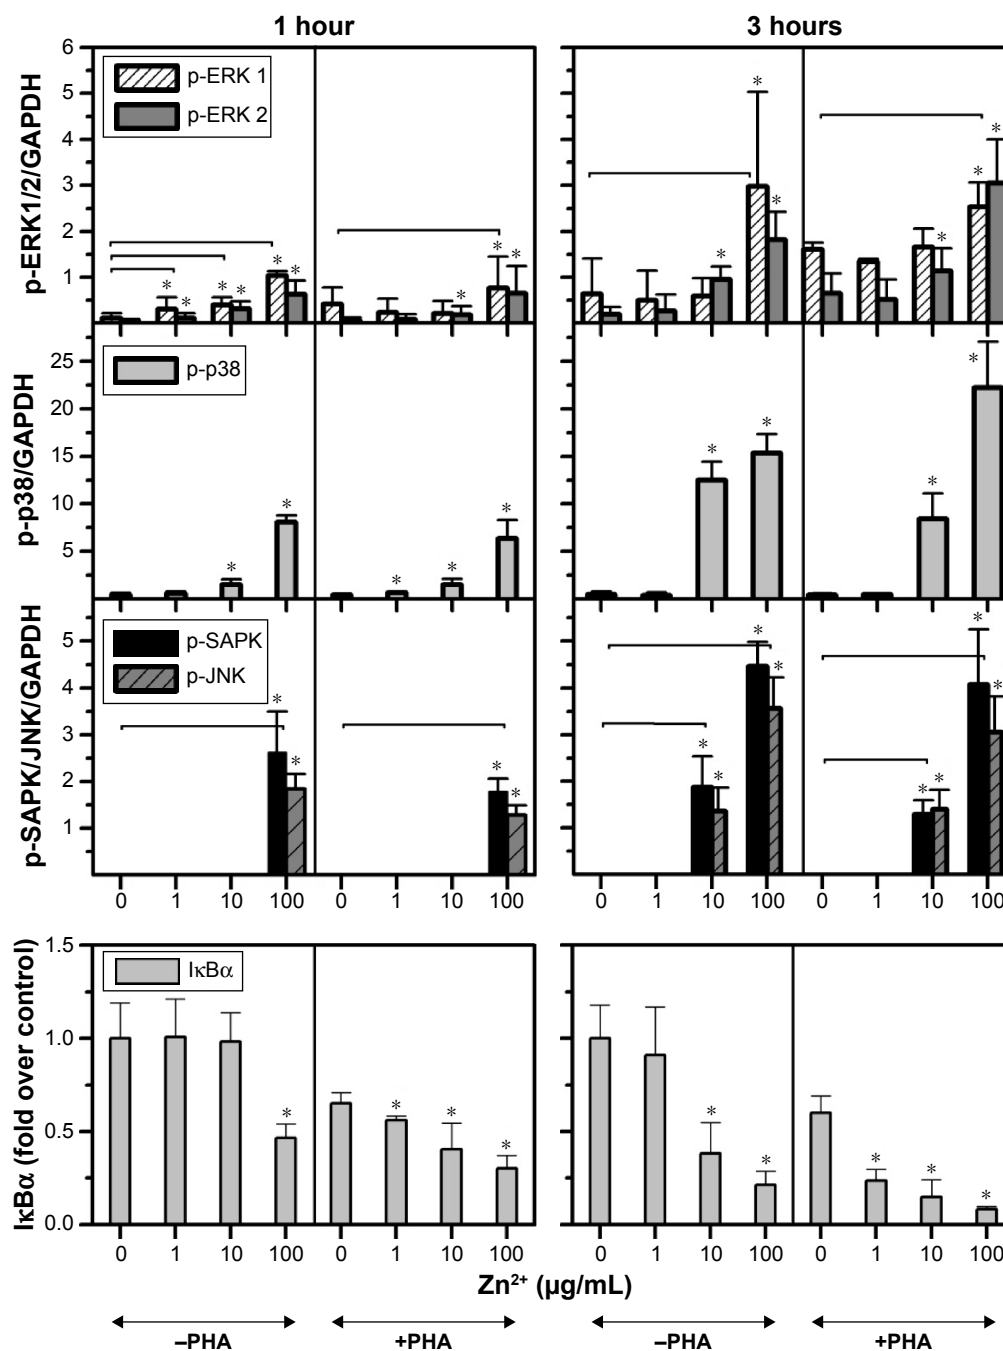 1 hour 3 hours
p-ERK1/2/GAPDH
6
5
4
3
2
1
p-ERK 1
p-ERK 2
* * * * * * * * *
* * * * * *
p-p38/GAPDH
25
20
15
10
5
p-p38
* * * * *
* * * *
p-SAPK/JNK/GAPDH
5
4
3
2
1
p-SAPK
p-JNK
* * * *
* * * * * * * *
0 1 10 100 0 1 10 100 0 1 10 100 0 1 10 100
IκBα (fold over control)
1.5
1.0
0.5
0.0
IκBα
* * * *
* * * * *
0 1 10 100 0 1 10 100 0 1 10 100 0 1 10 100
Zn²⁺ (µg/mL)
–PHA +PHA –PHA +PHA